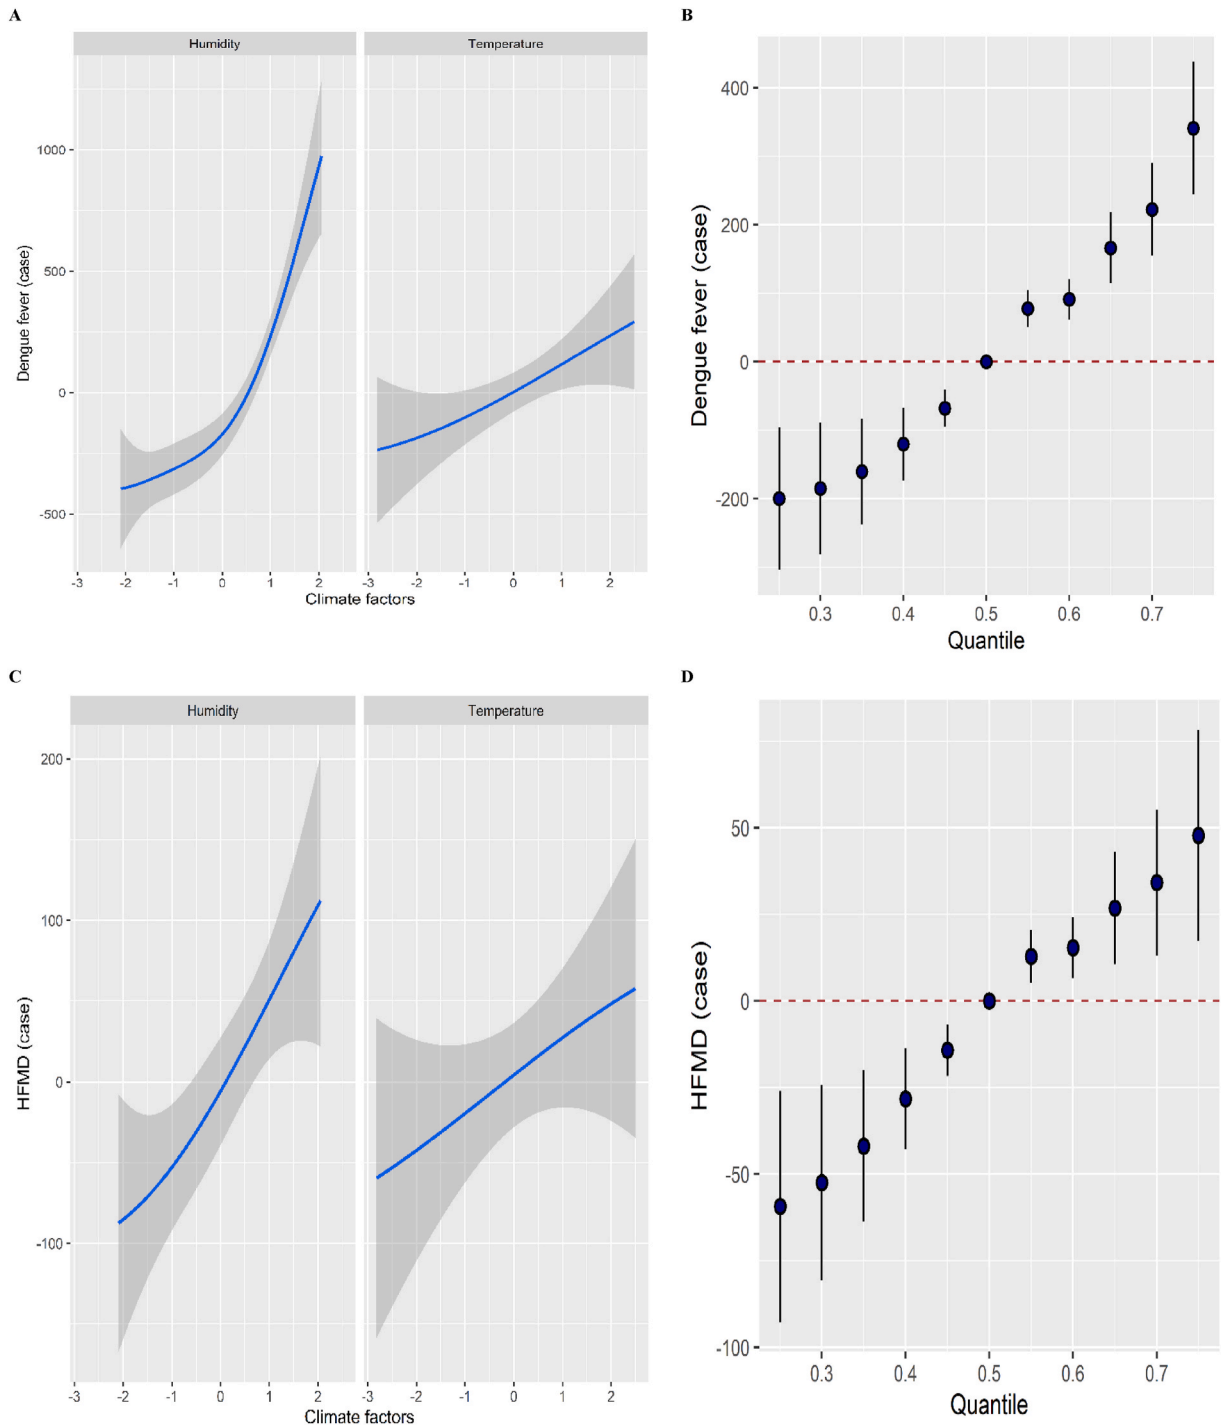 A
Humidity Temperature
1000
500
0
-500
Dengue fever (case)
-3 -2 -1 0 1 2 -3 -2 -1 0 1 2
Climate factors
B
400
200
0
-200
Dengue fever (case)
0.3 0.4 0.5 0.6 0.7
Quantile
C
Humidity Temperature
200
100
0
-100
HFMD (case)
-3 -2 -1 0 1 2 -3 -2 -1 0 1 2
Climate factors
D
50
0
-50
-100
HFMD (case)
0.3 0.4 0.5 0.6 0.7
Quantile